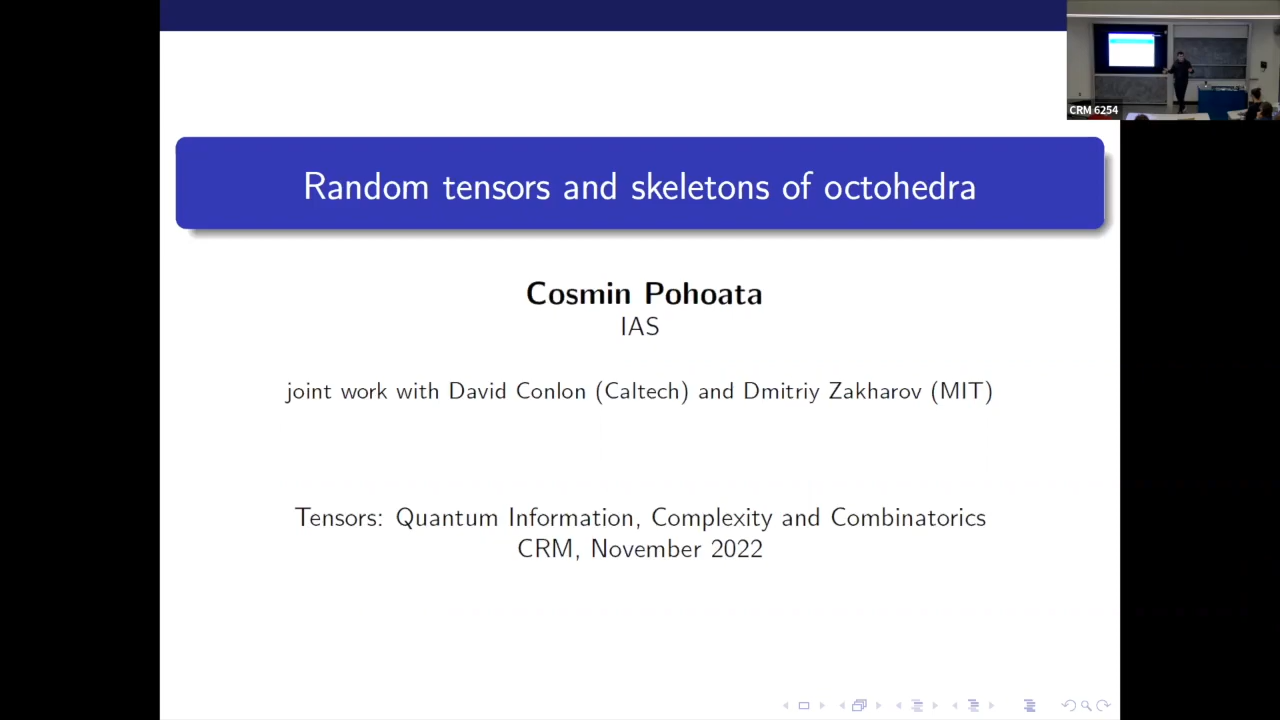 CRM 6254
Random tensors and skeletons of octohedra
Cosmin Pohoata
IAS
joint work with David Conlon (Caltech) and Dmitriy Zakharov (MIT)
Tensors: Quantum Information, Complexity and Combinatorics
CRM, November 2022